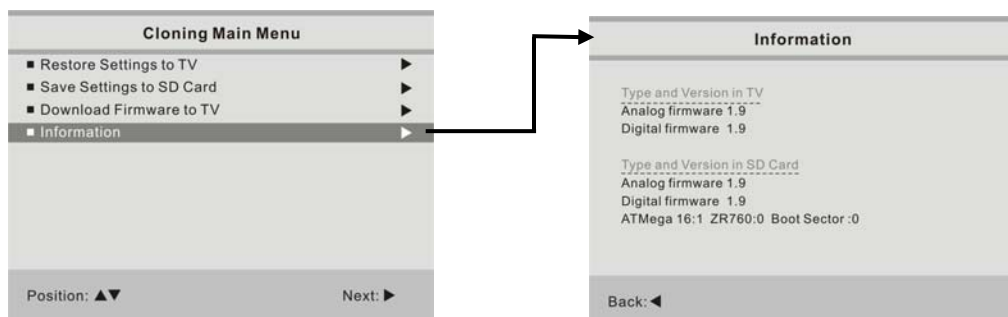 Cloning Main Menu
■ Restore Settings to TV ▶
■ Save Settings to SD Card ▶
■ Download Firmware to TV ▶
■ Information ▶
Position: ▲▼ Next: ▶
Information
Type and Version in TV
Analog firmware 1.9
Digital firmware 1.9
Type and Version in SD Card
Analog firmware 1.9
Digital firmware 1.9
ATMega 16:1 ZR760:0 Boot Sector :0
Back: ◀